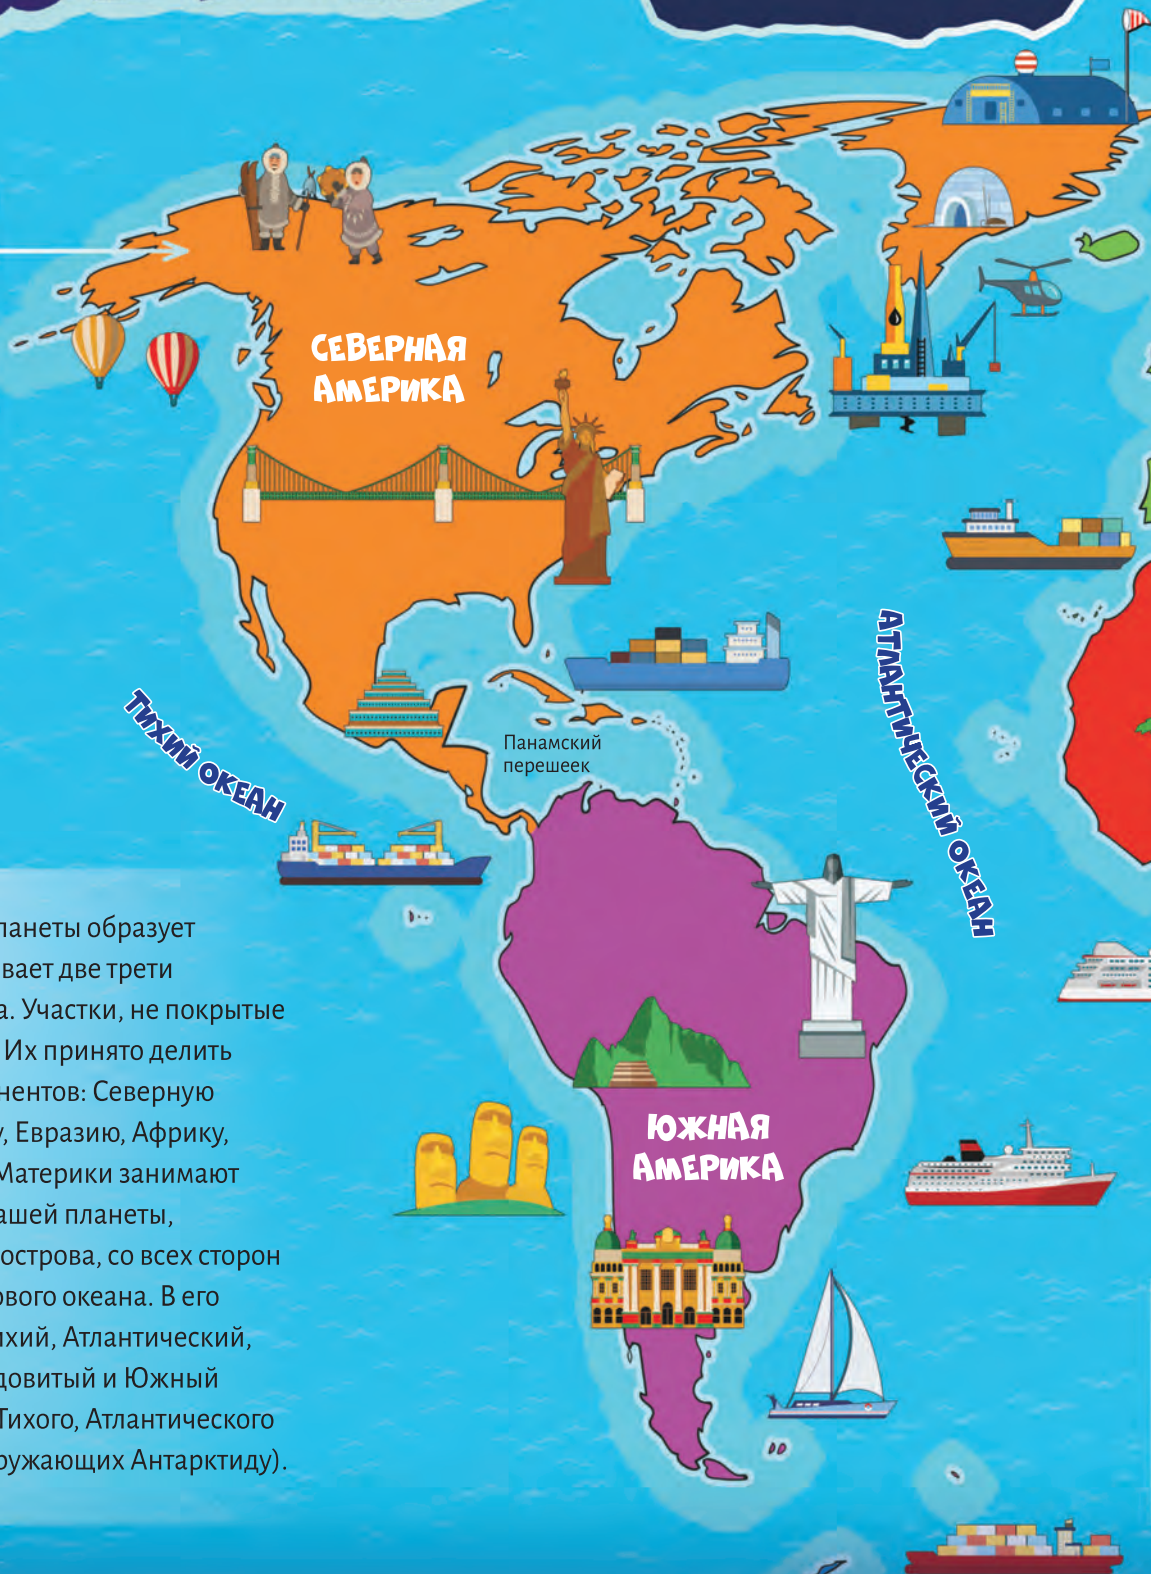 СЕВЕРНАЯ
АМЕРИКА
ТИХИЙ ОКЕАН
АТЛАНТИЧЕСКИЙ ОКЕАН
Панамский
перешеек
ЮЖНАЯ
АМЕРИКА
ланеты образует
вает две трети
а. Участки, не покрытые
Их принято делить
нентов: Северную
у, Евразию, Африку,
Материки занимают
ашей планеты,
острова, со всех сторон
ового океана. В его
ихий, Атлантический,
довитый и Южный
Тихого, Атлантического
ружающих Антарктиду).